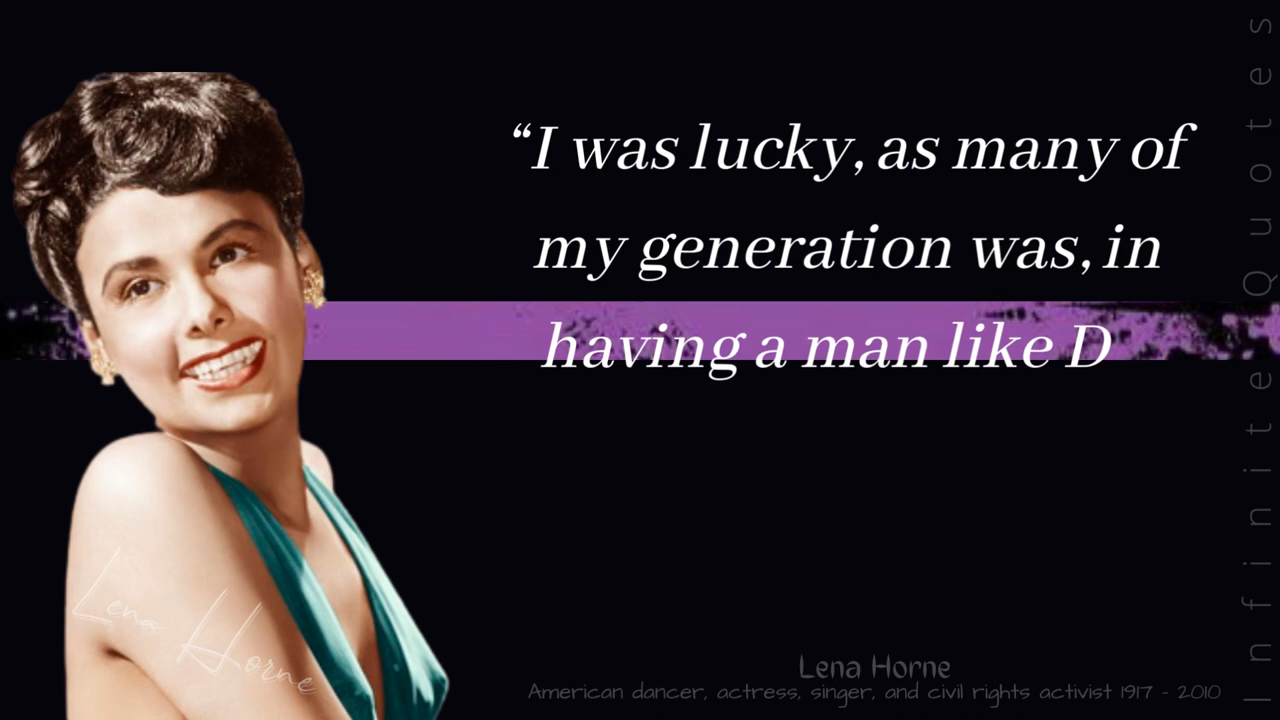 “I was lucky, as many of
my generation was, in
having a man like D
Lena Horne
Lena Horne
American dancer, actress, singer, and civil rights activist 1917 - 2010
Infinite Quotes